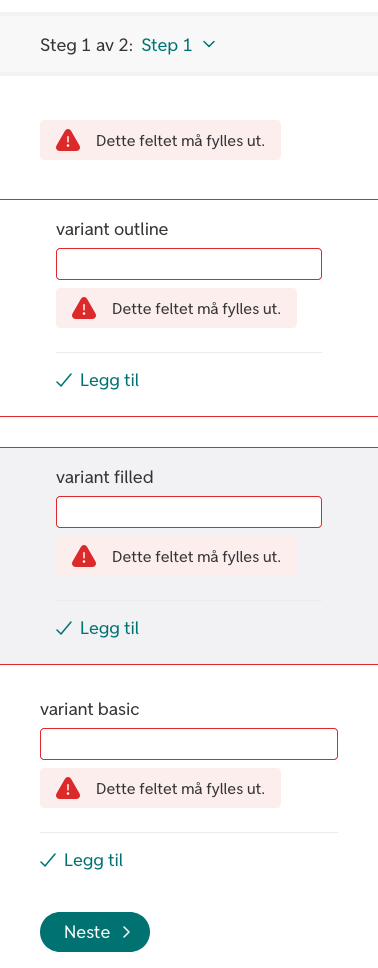 Steg 1 av 2: Step 1
Dette feltet må fylles ut.
variant outline
Dette feltet må fylles ut.
Legg til
variant filled
Dette feltet må fylles ut.
Legg til
variant basic
Dette feltet må fylles ut.
Legg til
Neste